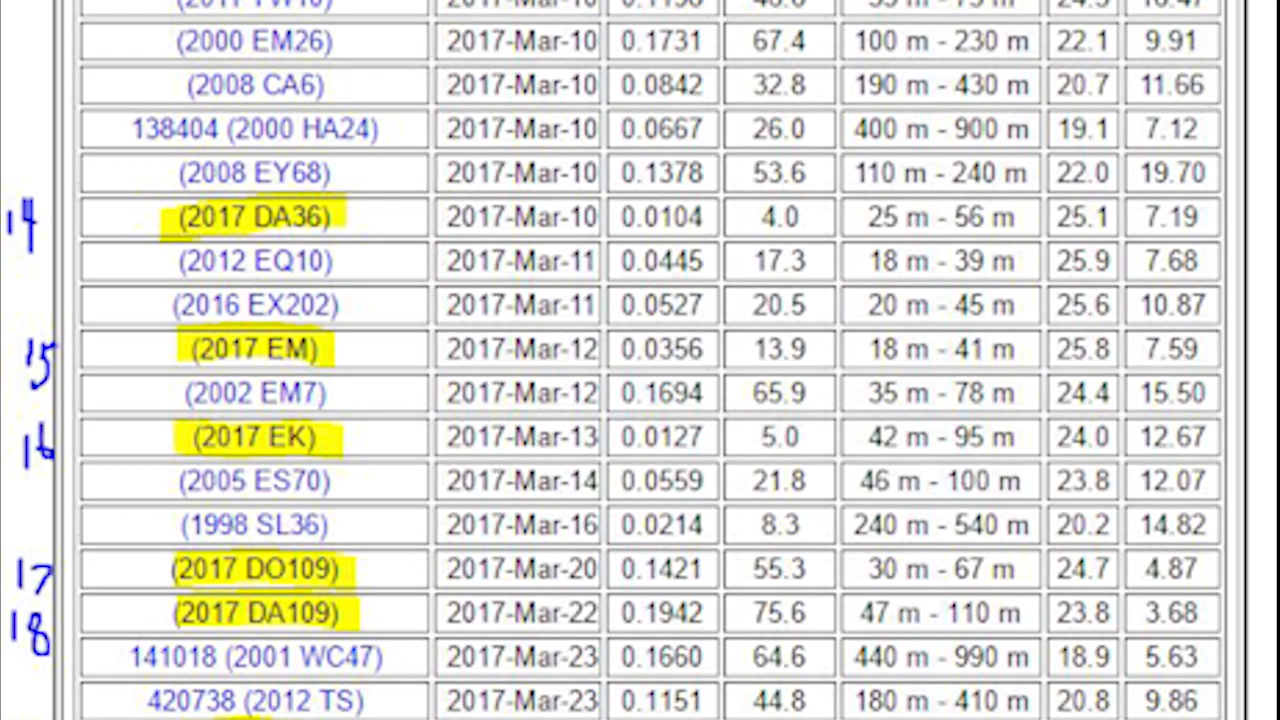 (2000 EM26) 2017-Mar-10 0.1731 67.4 100 m - 230 m 22.1 9.91
(2008 CA6) 2017-Mar-10 0.0842 32.8 190 m - 430 m 20.7 11.66
138404 (2000 HA24) 2017-Mar-10 0.0667 26.0 400 m - 900 m 19.1 7.12
(2008 EY68) 2017-Mar-10 0.1378 53.6 110 m - 240 m 22.0 19.70
14 (2017 DA36) 2017-Mar-10 0.0104 4.0 25 m - 56 m 25.1 7.19
(2012 EQ10) 2017-Mar-11 0.0445 17.3 18 m - 39 m 25.9 7.68
(2016 EX202) 2017-Mar-11 0.0527 20.5 20 m - 45 m 25.6 10.87
15 (2017 EM) 2017-Mar-12 0.0356 13.9 18 m - 41 m 25.8 7.59
(2002 EM7) 2017-Mar-12 0.1694 65.9 35 m - 78 m 24.4 15.50
16 (2017 EK) 2017-Mar-13 0.0127 5.0 42 m - 95 m 24.0 12.67
(2005 ES70) 2017-Mar-14 0.0559 21.8 46 m - 100 m 23.8 12.07
(1998 SL36) 2017-Mar-16 0.0214 8.3 240 m - 540 m 20.2 14.82
17 (2017 DO109) 2017-Mar-20 0.1421 55.3 30 m - 67 m 24.7 4.87
18 (2017 DA109) 2017-Mar-22 0.1942 75.6 47 m - 110 m 23.8 3.68
141018 (2001 WC47) 2017-Mar-23 0.1660 64.6 440 m - 990 m 18.9 5.63
420738 (2012 TS) 2017-Mar-23 0.1151 44.8 180 m - 410 m 20.8 9.86